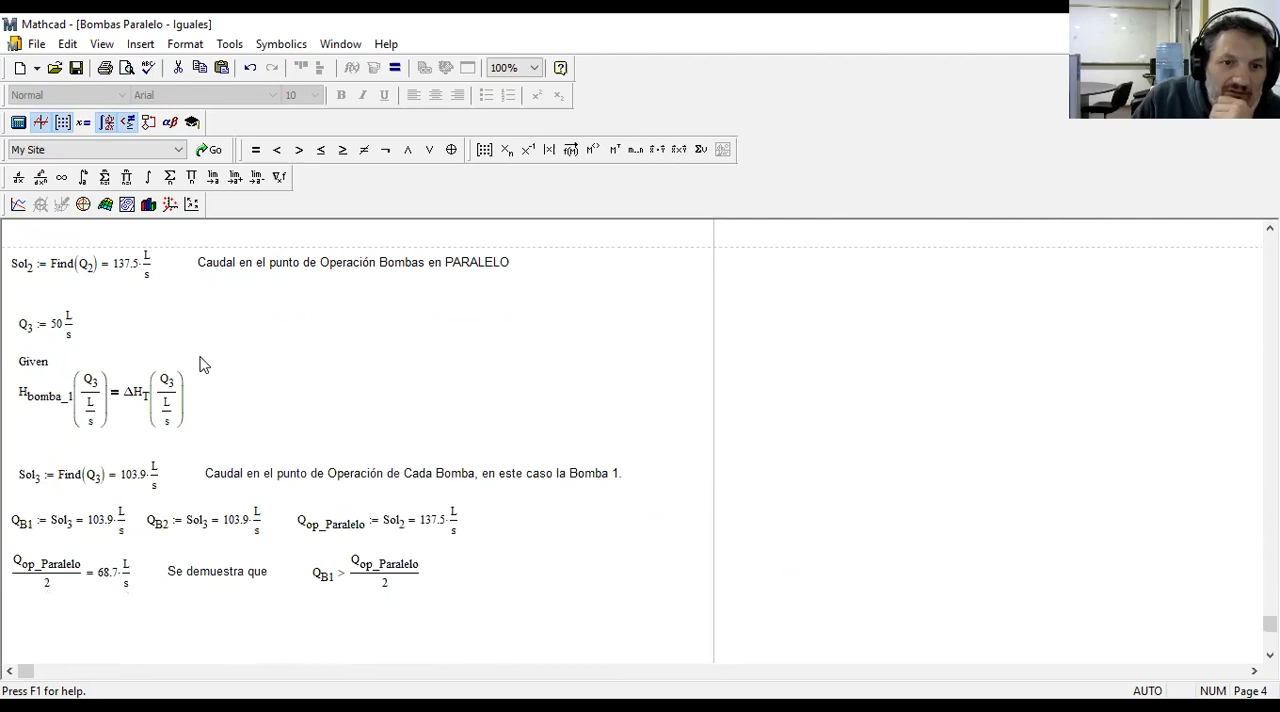 Mathcad - [Bombas Paralelo - Iguales]
File Edit View Insert Format Tools Symbolics Window Help
100%
Normal Arial 10 B I U
My Site Go
Sol2 := Find(Q2) = 137.5· L/s Caudal en el punto de Operación Bombas en PARALELO
Q3 := 50 L/s
Given
Hbomba_1(Q3/(L/s)) = ΔHT(Q3/(L/s))
Sol3 := Find(Q3) = 103.9· L/s Caudal en el punto de Operación de Cada Bomba, en este caso la Bomba 1.
QB1 := Sol3 = 103.9· L/s QB2 := Sol3 = 103.9· L/s Qop_Paralelo := Sol2 = 137.5· L/s
Qop_Paralelo/2 = 68.7· L/s Se demuestra que QB1 > Qop_Paralelo/2
Press F1 for help. AUTO NUM Page 4